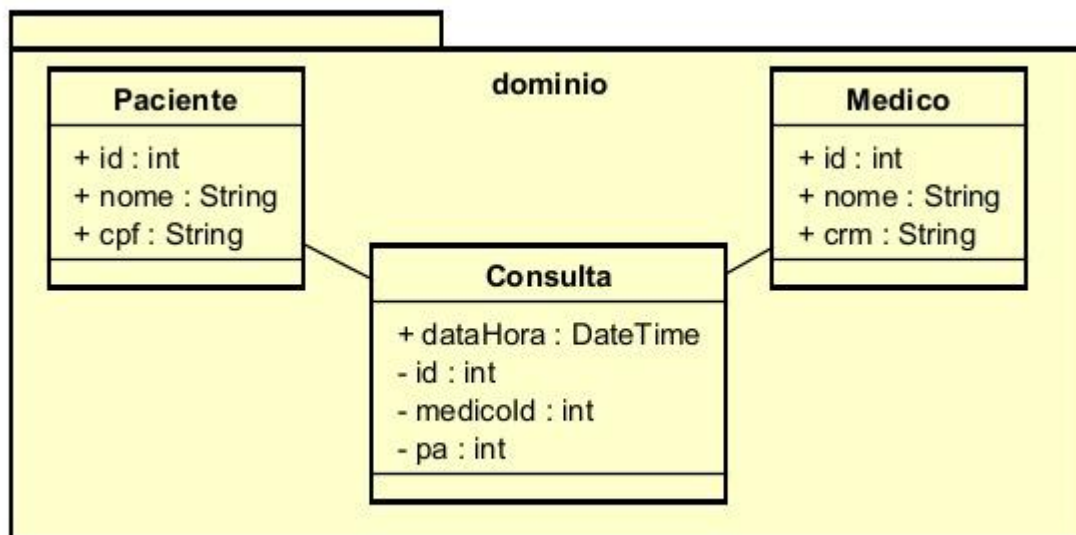 dominio
Paciente
+ id : int
+ nome : String
+ cpf : String
Medico
+ id : int
+ nome : String
+ crm : String
Consulta
+ dataHora : DateTime
- id : int
- medicoId : int
- pa : int